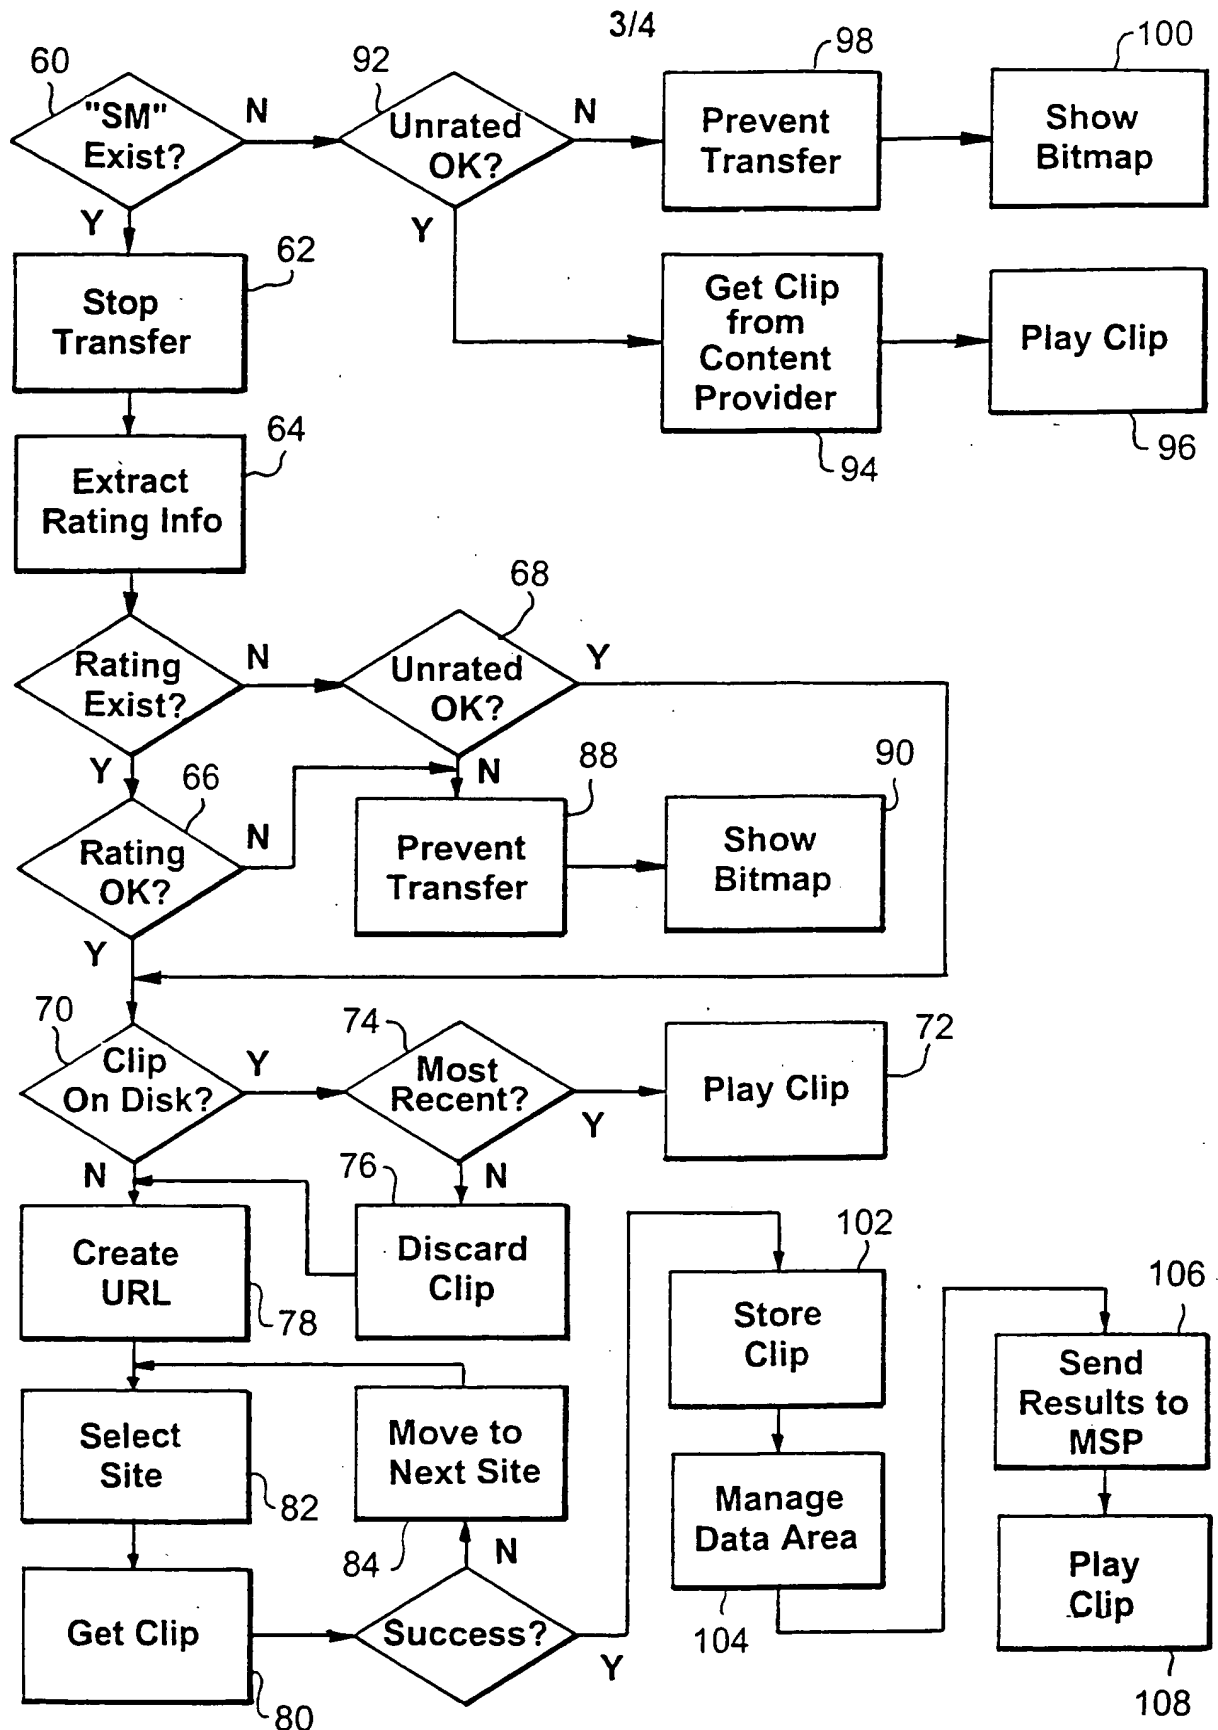 3/4
60
"SM"
Exist?
N
Y
92
Unrated
OK?
N
Y
98
Prevent
Transfer
100
Show
Bitmap
62
Stop
Transfer
Get Clip
from
Content
Provider
94
Play Clip
96
64
Extract
Rating Info
Rating
Exist?
N
Y
68
Unrated
OK?
Y
N
66
Rating
OK?
N
Y
88
Prevent
Transfer
90
Show
Bitmap
70
Clip
On Disk?
Y
N
74
Most
Recent?
Y
N
72
Play Clip
76
Discard
Clip
Create
URL
78
102
Store
Clip
106
Send
Results to
MSP
Select
Site
82
Move to
Next Site
84
N
Manage
Data Area
104
Get Clip
80
Success?
Y
Play
Clip
108